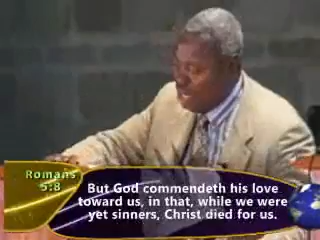 Romans
5:8
But God commendeth his love
toward us, in that, while we were
yet sinners, Christ died for us.